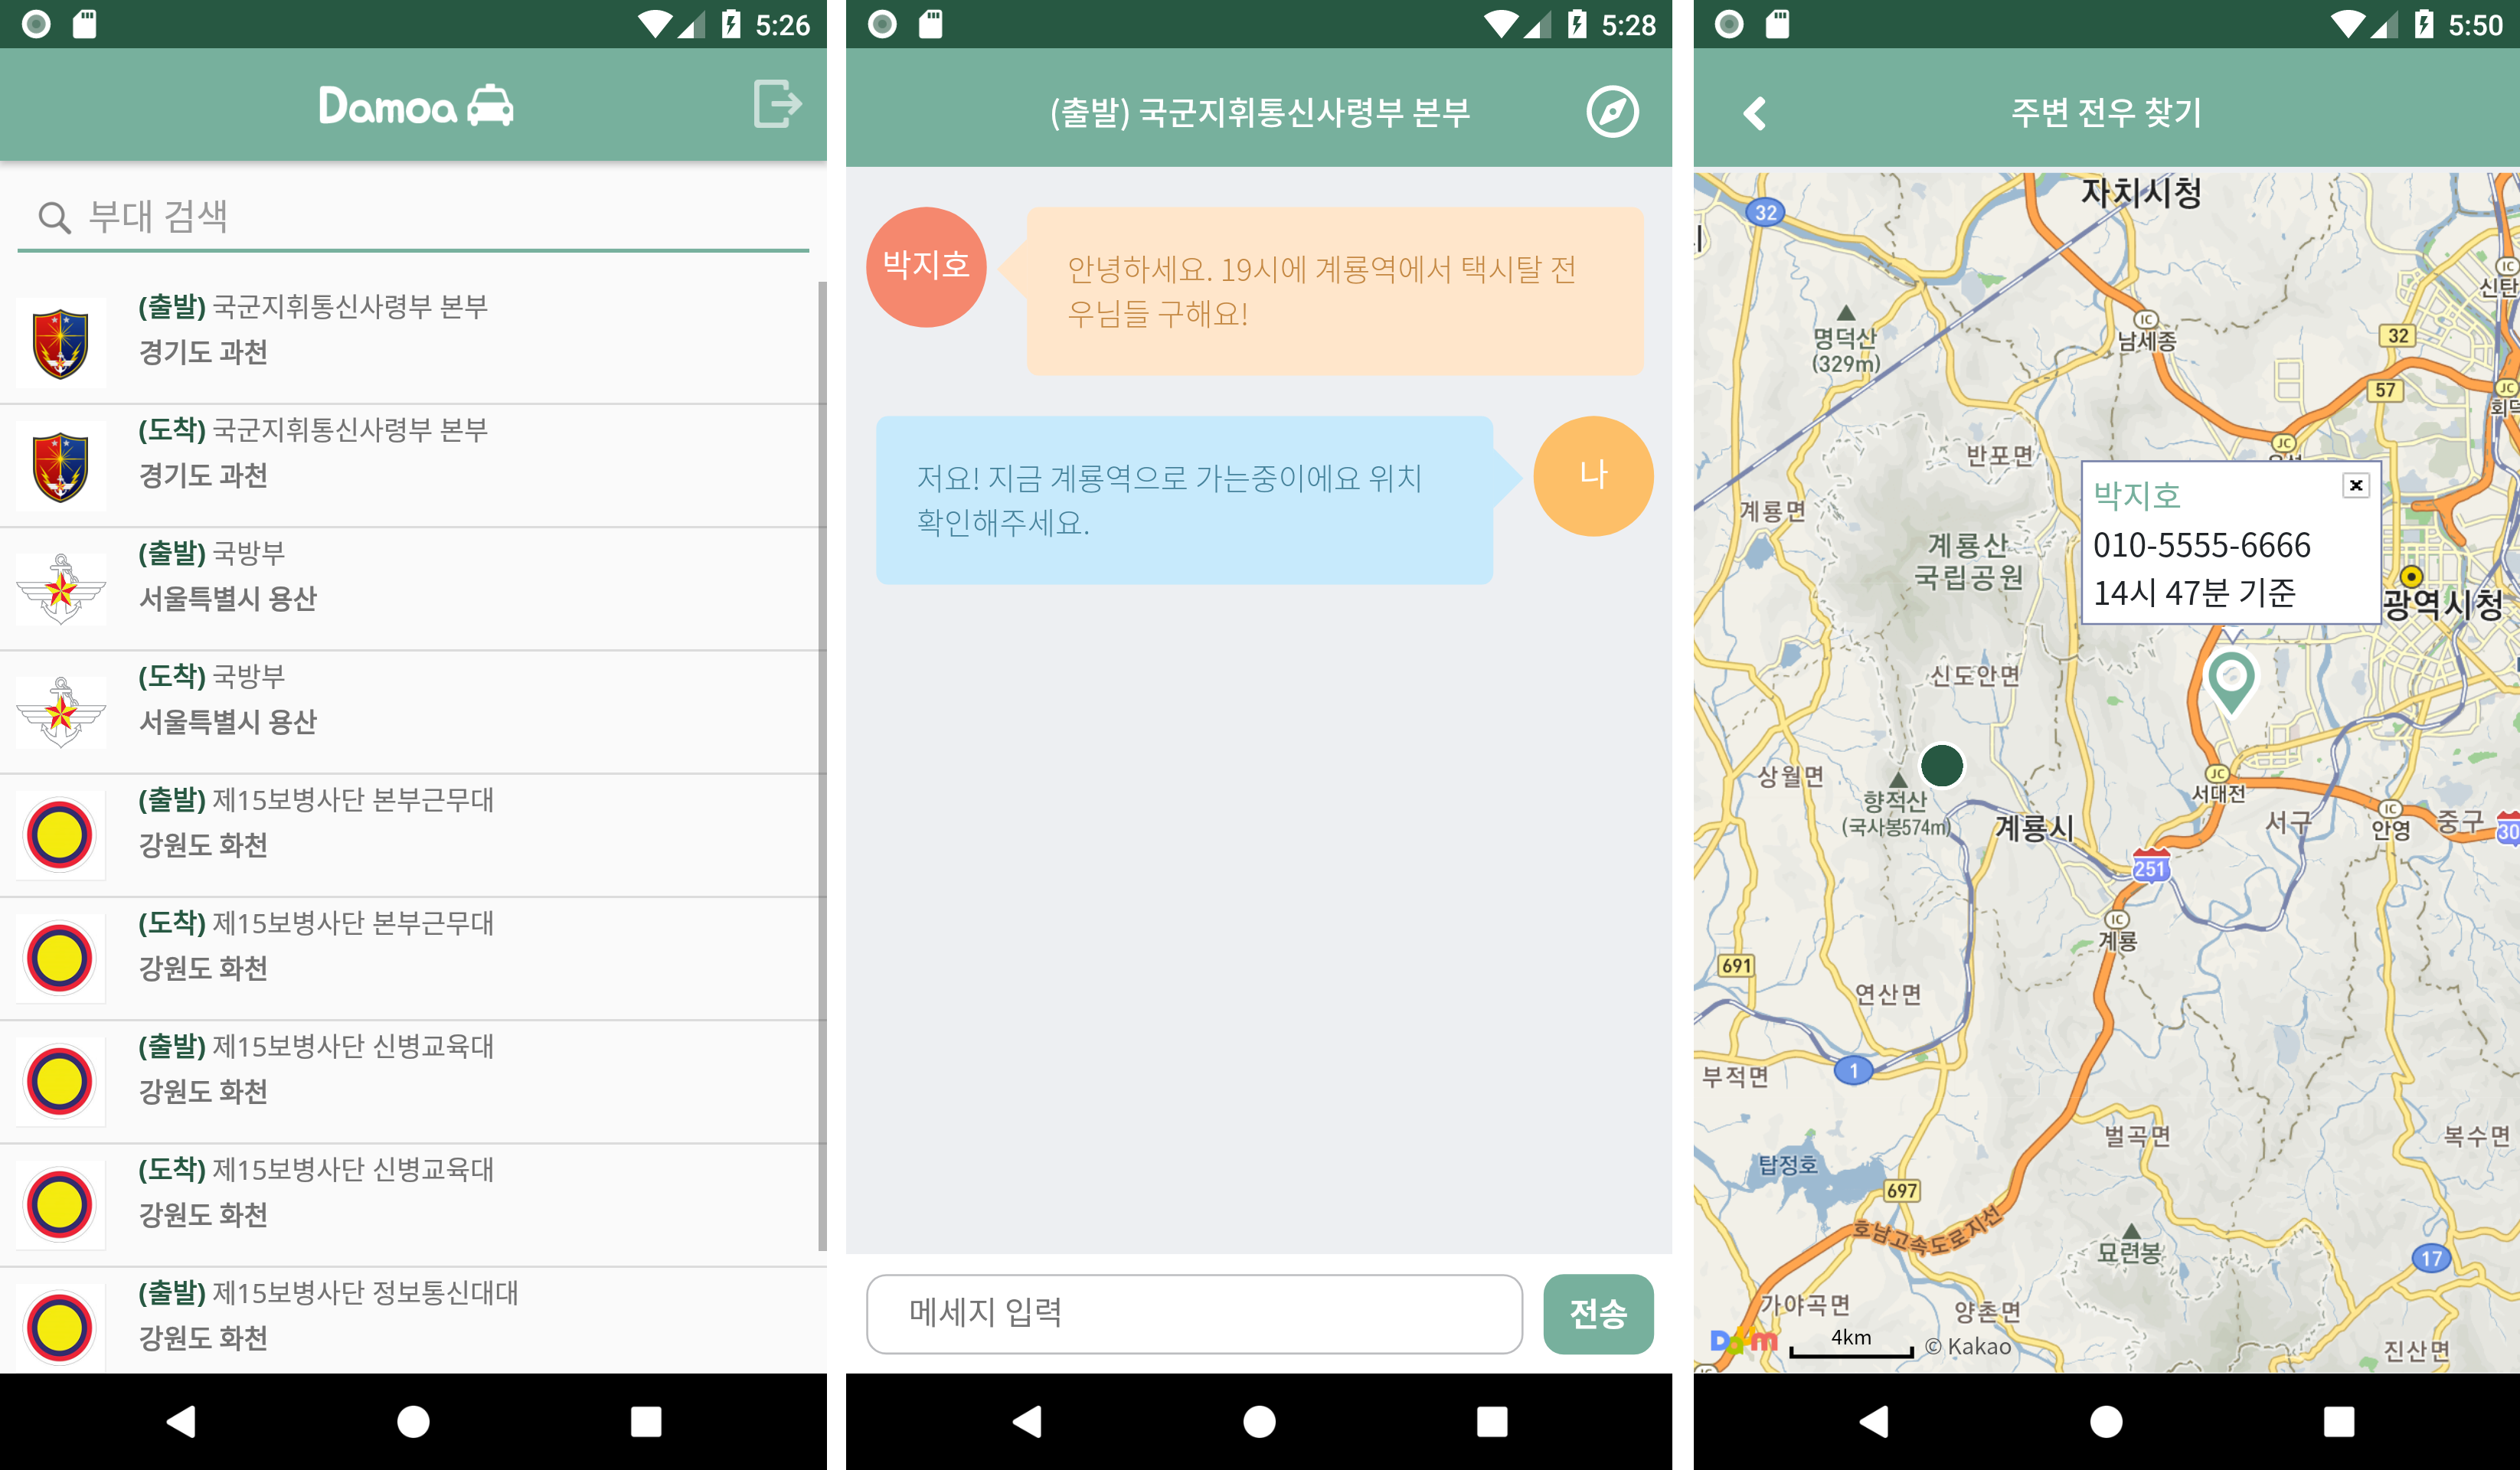 5:26
Damoa
부대 검색
(출발) 국군지휘통신사령부 본부
경기도 과천
(도착) 국군지휘통신사령부 본부
경기도 과천
(출발) 국방부
서울특별시 용산
(도착) 국방부
서울특별시 용산
(출발) 제15보병사단 본부근무대
강원도 화천
(도착) 제15보병사단 본부근무대
강원도 화천
(출발) 제15보병사단 신병교육대
강원도 화천
(도착) 제15보병사단 신병교육대
강원도 화천
(출발) 제15보병사단 정보통신대대
강원도 화천
5:28
(출발) 국군지휘통신사령부 본부
박지호
안녕하세요. 19시에 계룡역에서 택시탈 전
우님들 구해요!
저요! 지금 계룡역으로 가는중이에요 위치
확인해주세요.
나
메세지 입력
전송
5:50
주변 전우 찾기
자치시청
32
IC
신탄
명덕산
(329m)
IC
남세종
32
57
JC
회덕
JC
반포면
계룡면
계룡산
국립공원
박지호
010-5555-6666
14시 47분 기준
광역시청
신도안면
상월면
향적산
(국사봉574m)
계룡시
JC
서대전
서구
IC
안영
중구
30
251
IC
계룡
691
연산면
부적면
1
벌곡면
복수면
탑정호
697
호남고속도로지선
묘련봉
17
가야곡면
양촌면
진산면
Daum
4km
© Kakao